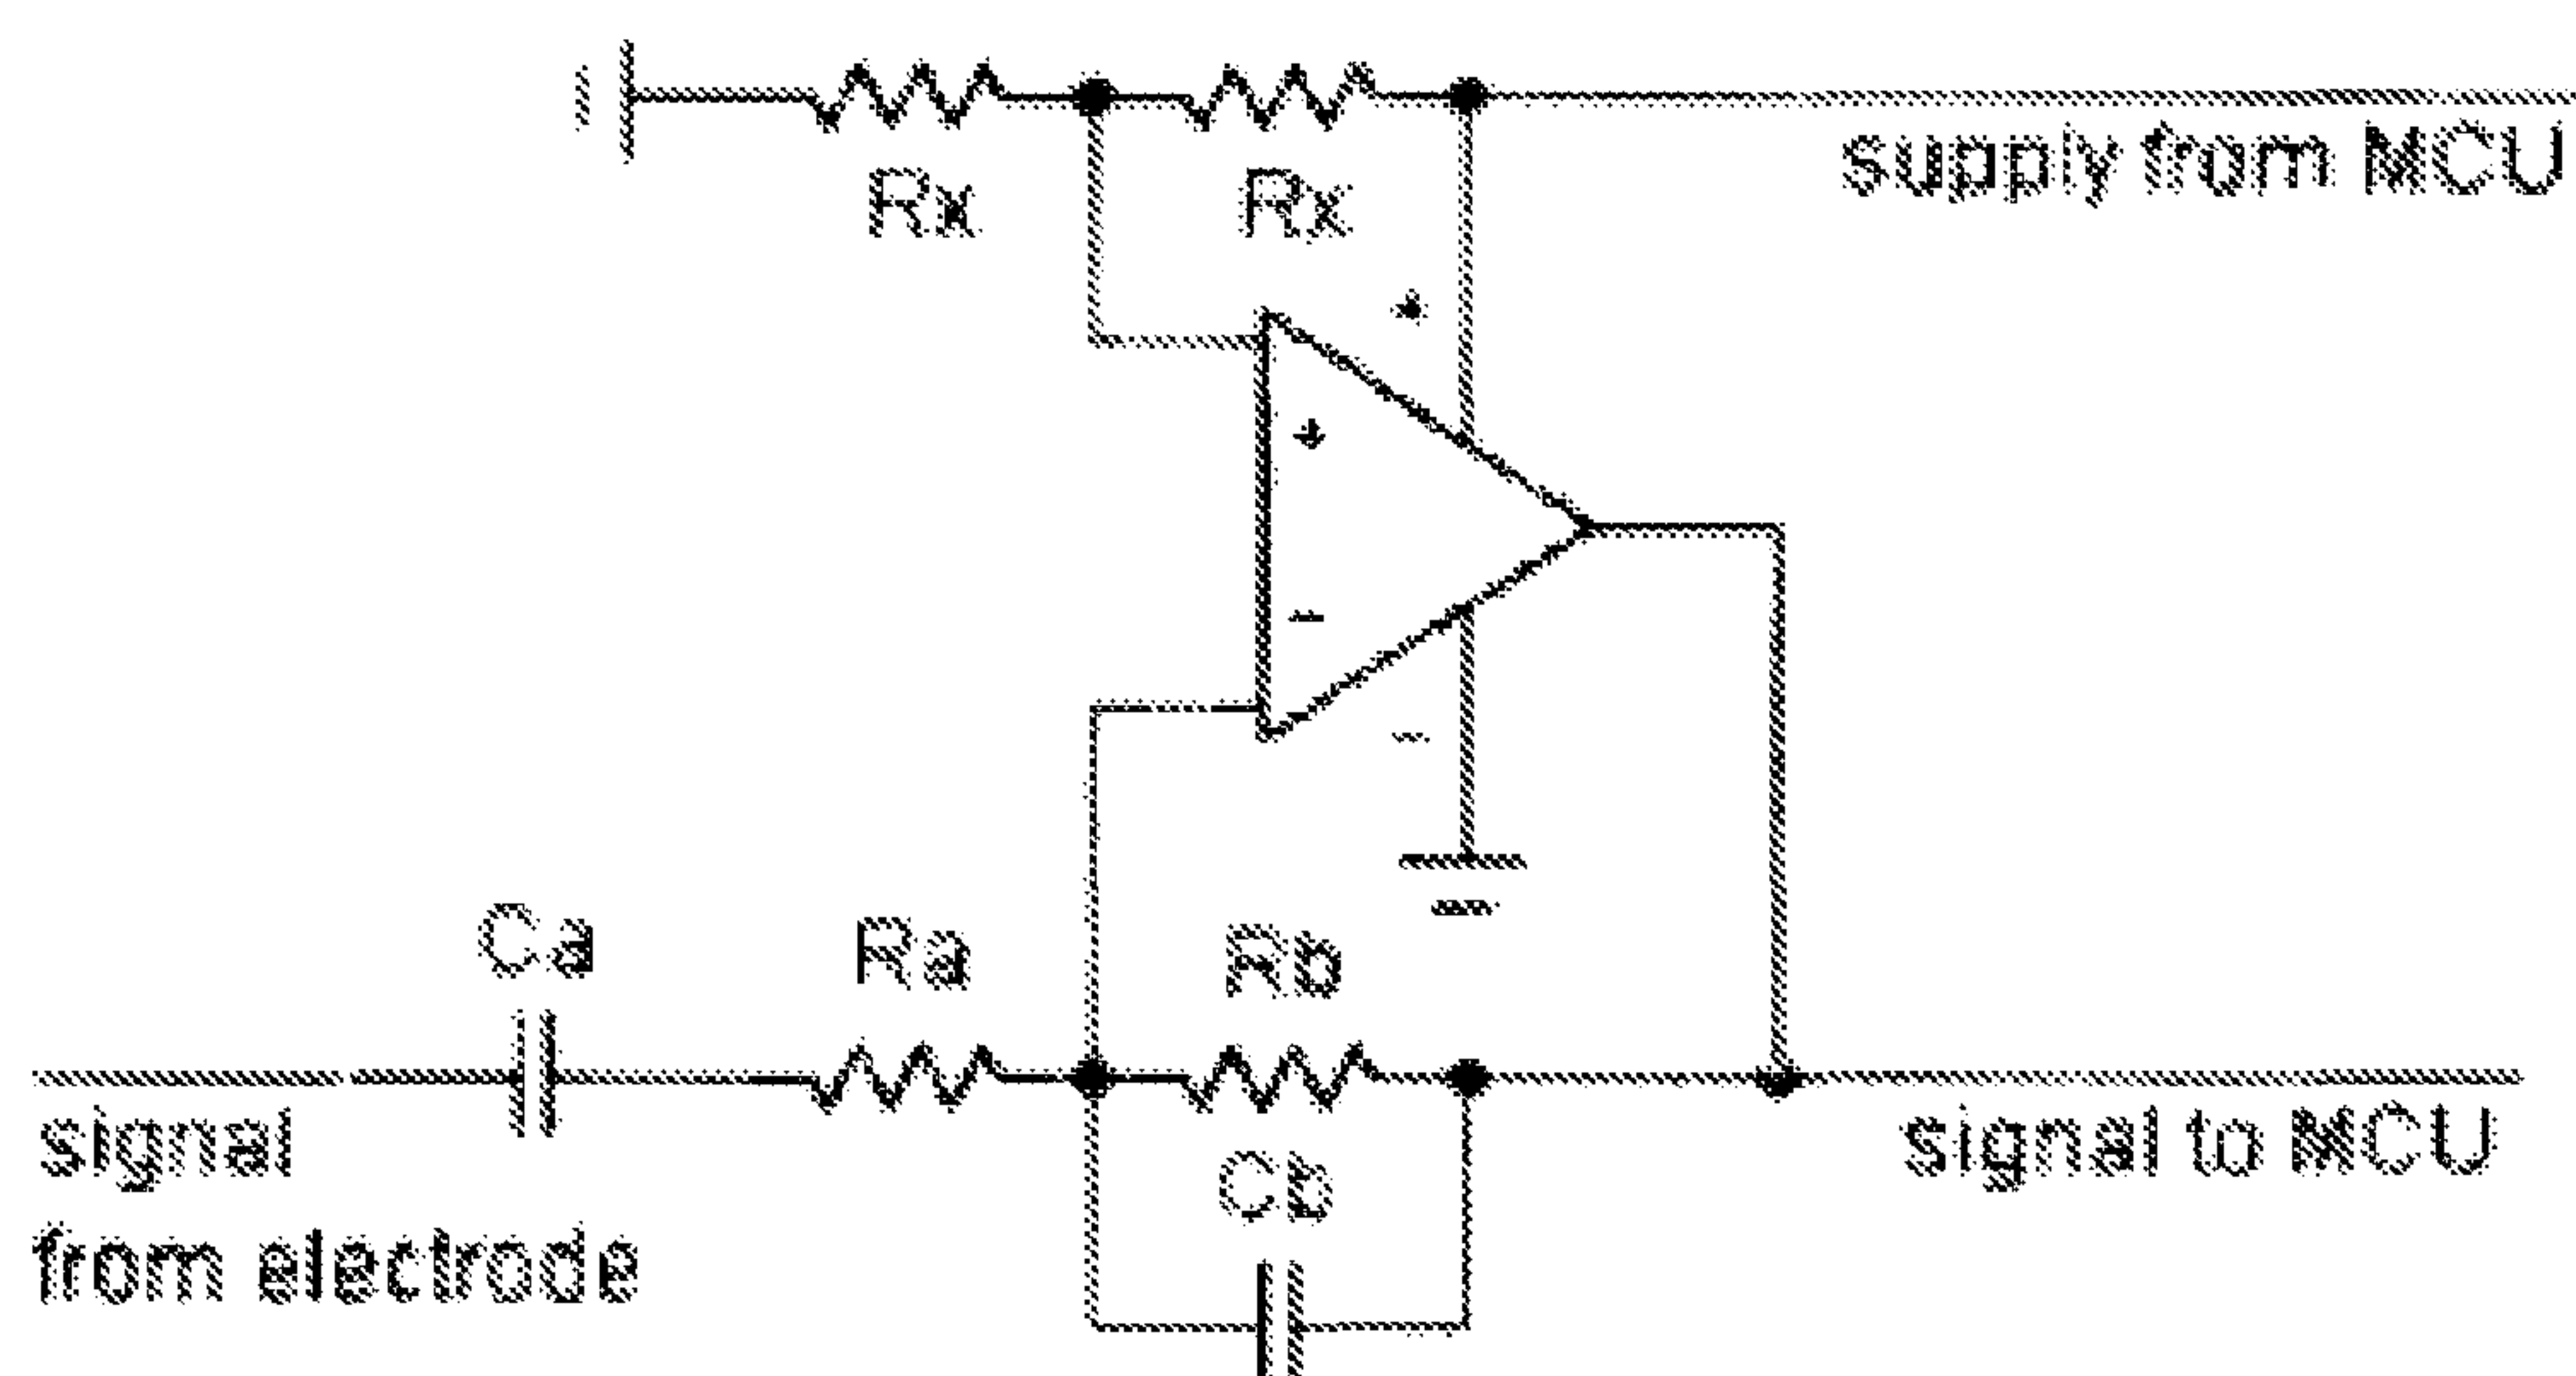 Rx Rx
supply from MCU
+
+
-
-
Ca Ra Rb
Cb
signal
from electrode
signal to MCU